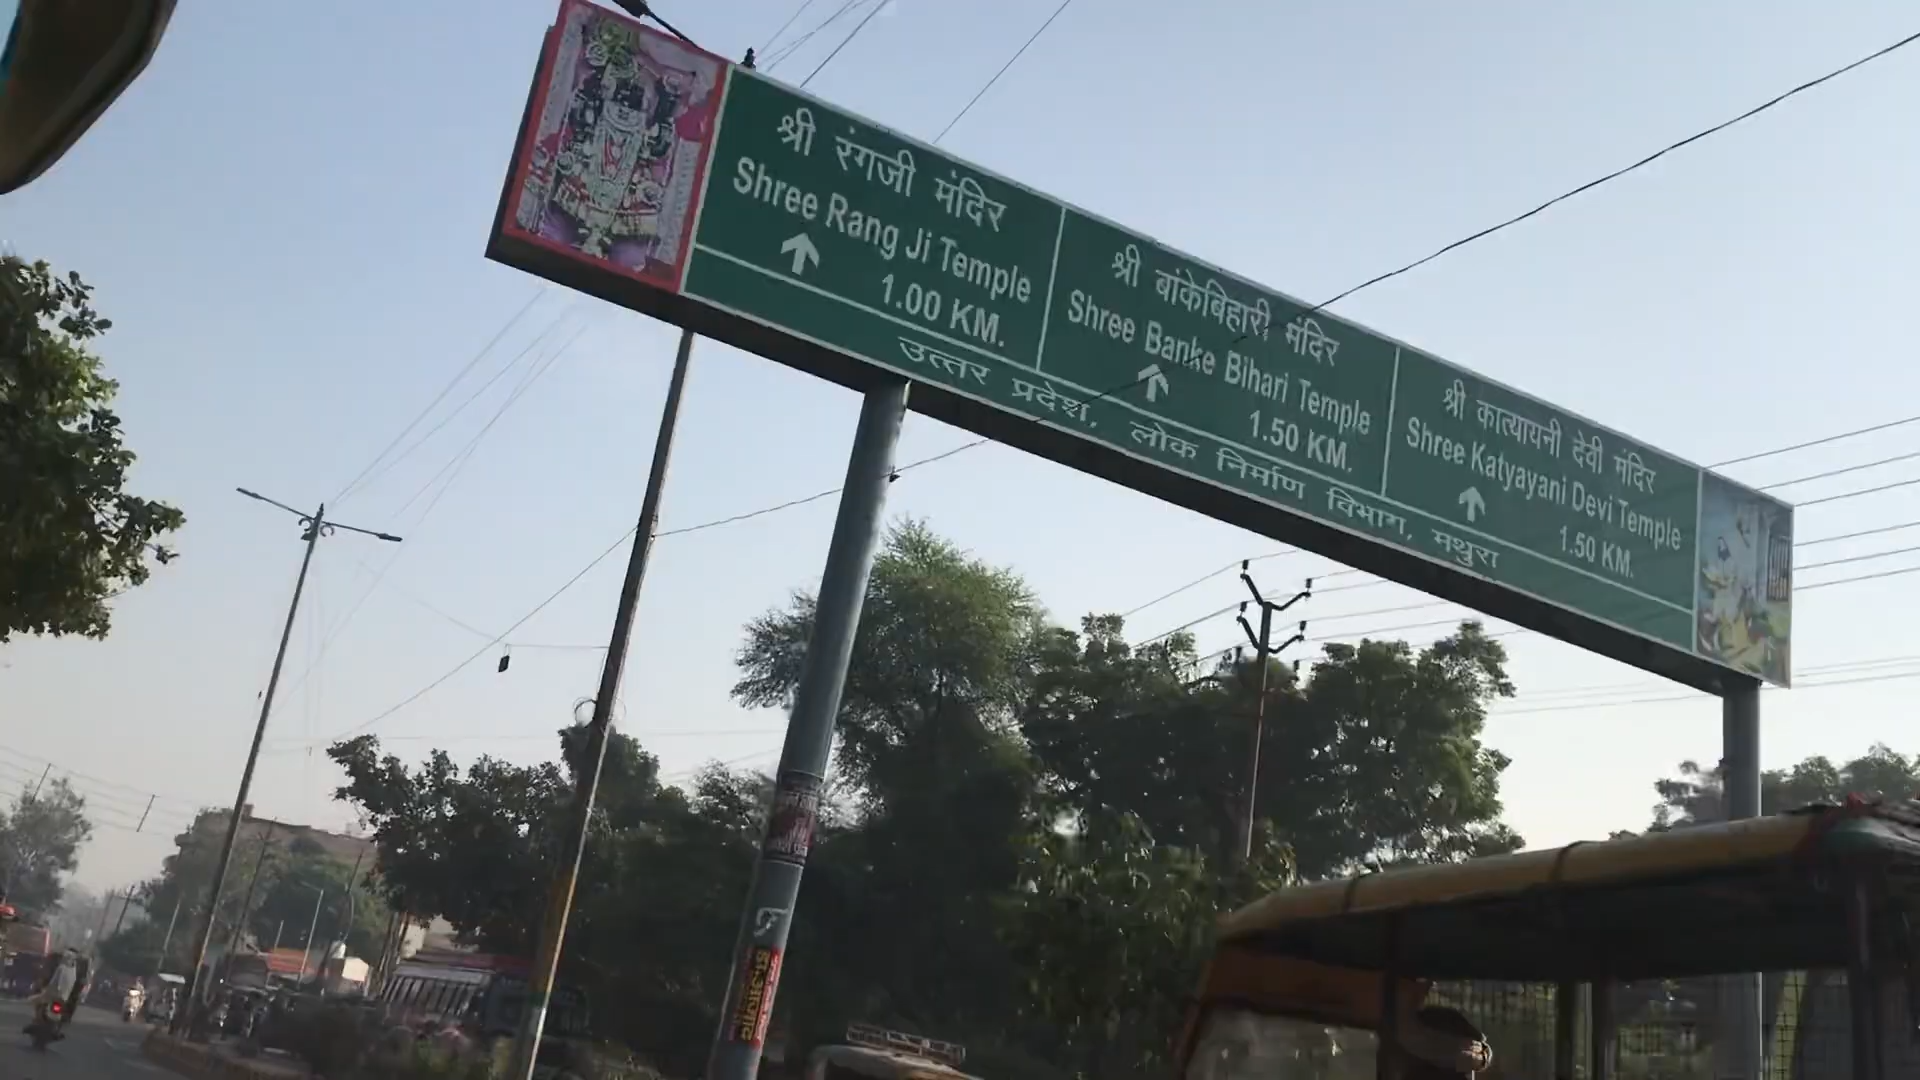 श्री रंगजी मंदिर
Shree Rang Ji Temple
1.00 KM.
श्री बांकेबिहारी मंदिर
Shree Banke Bihari Temple
1.50 KM.
श्री कात्यायनी देवी मंदिर
Shree Katyayani Devi Temple
1.50 KM.
उत्तर प्रदेश, लोक निर्माण विभाग, मथुरा